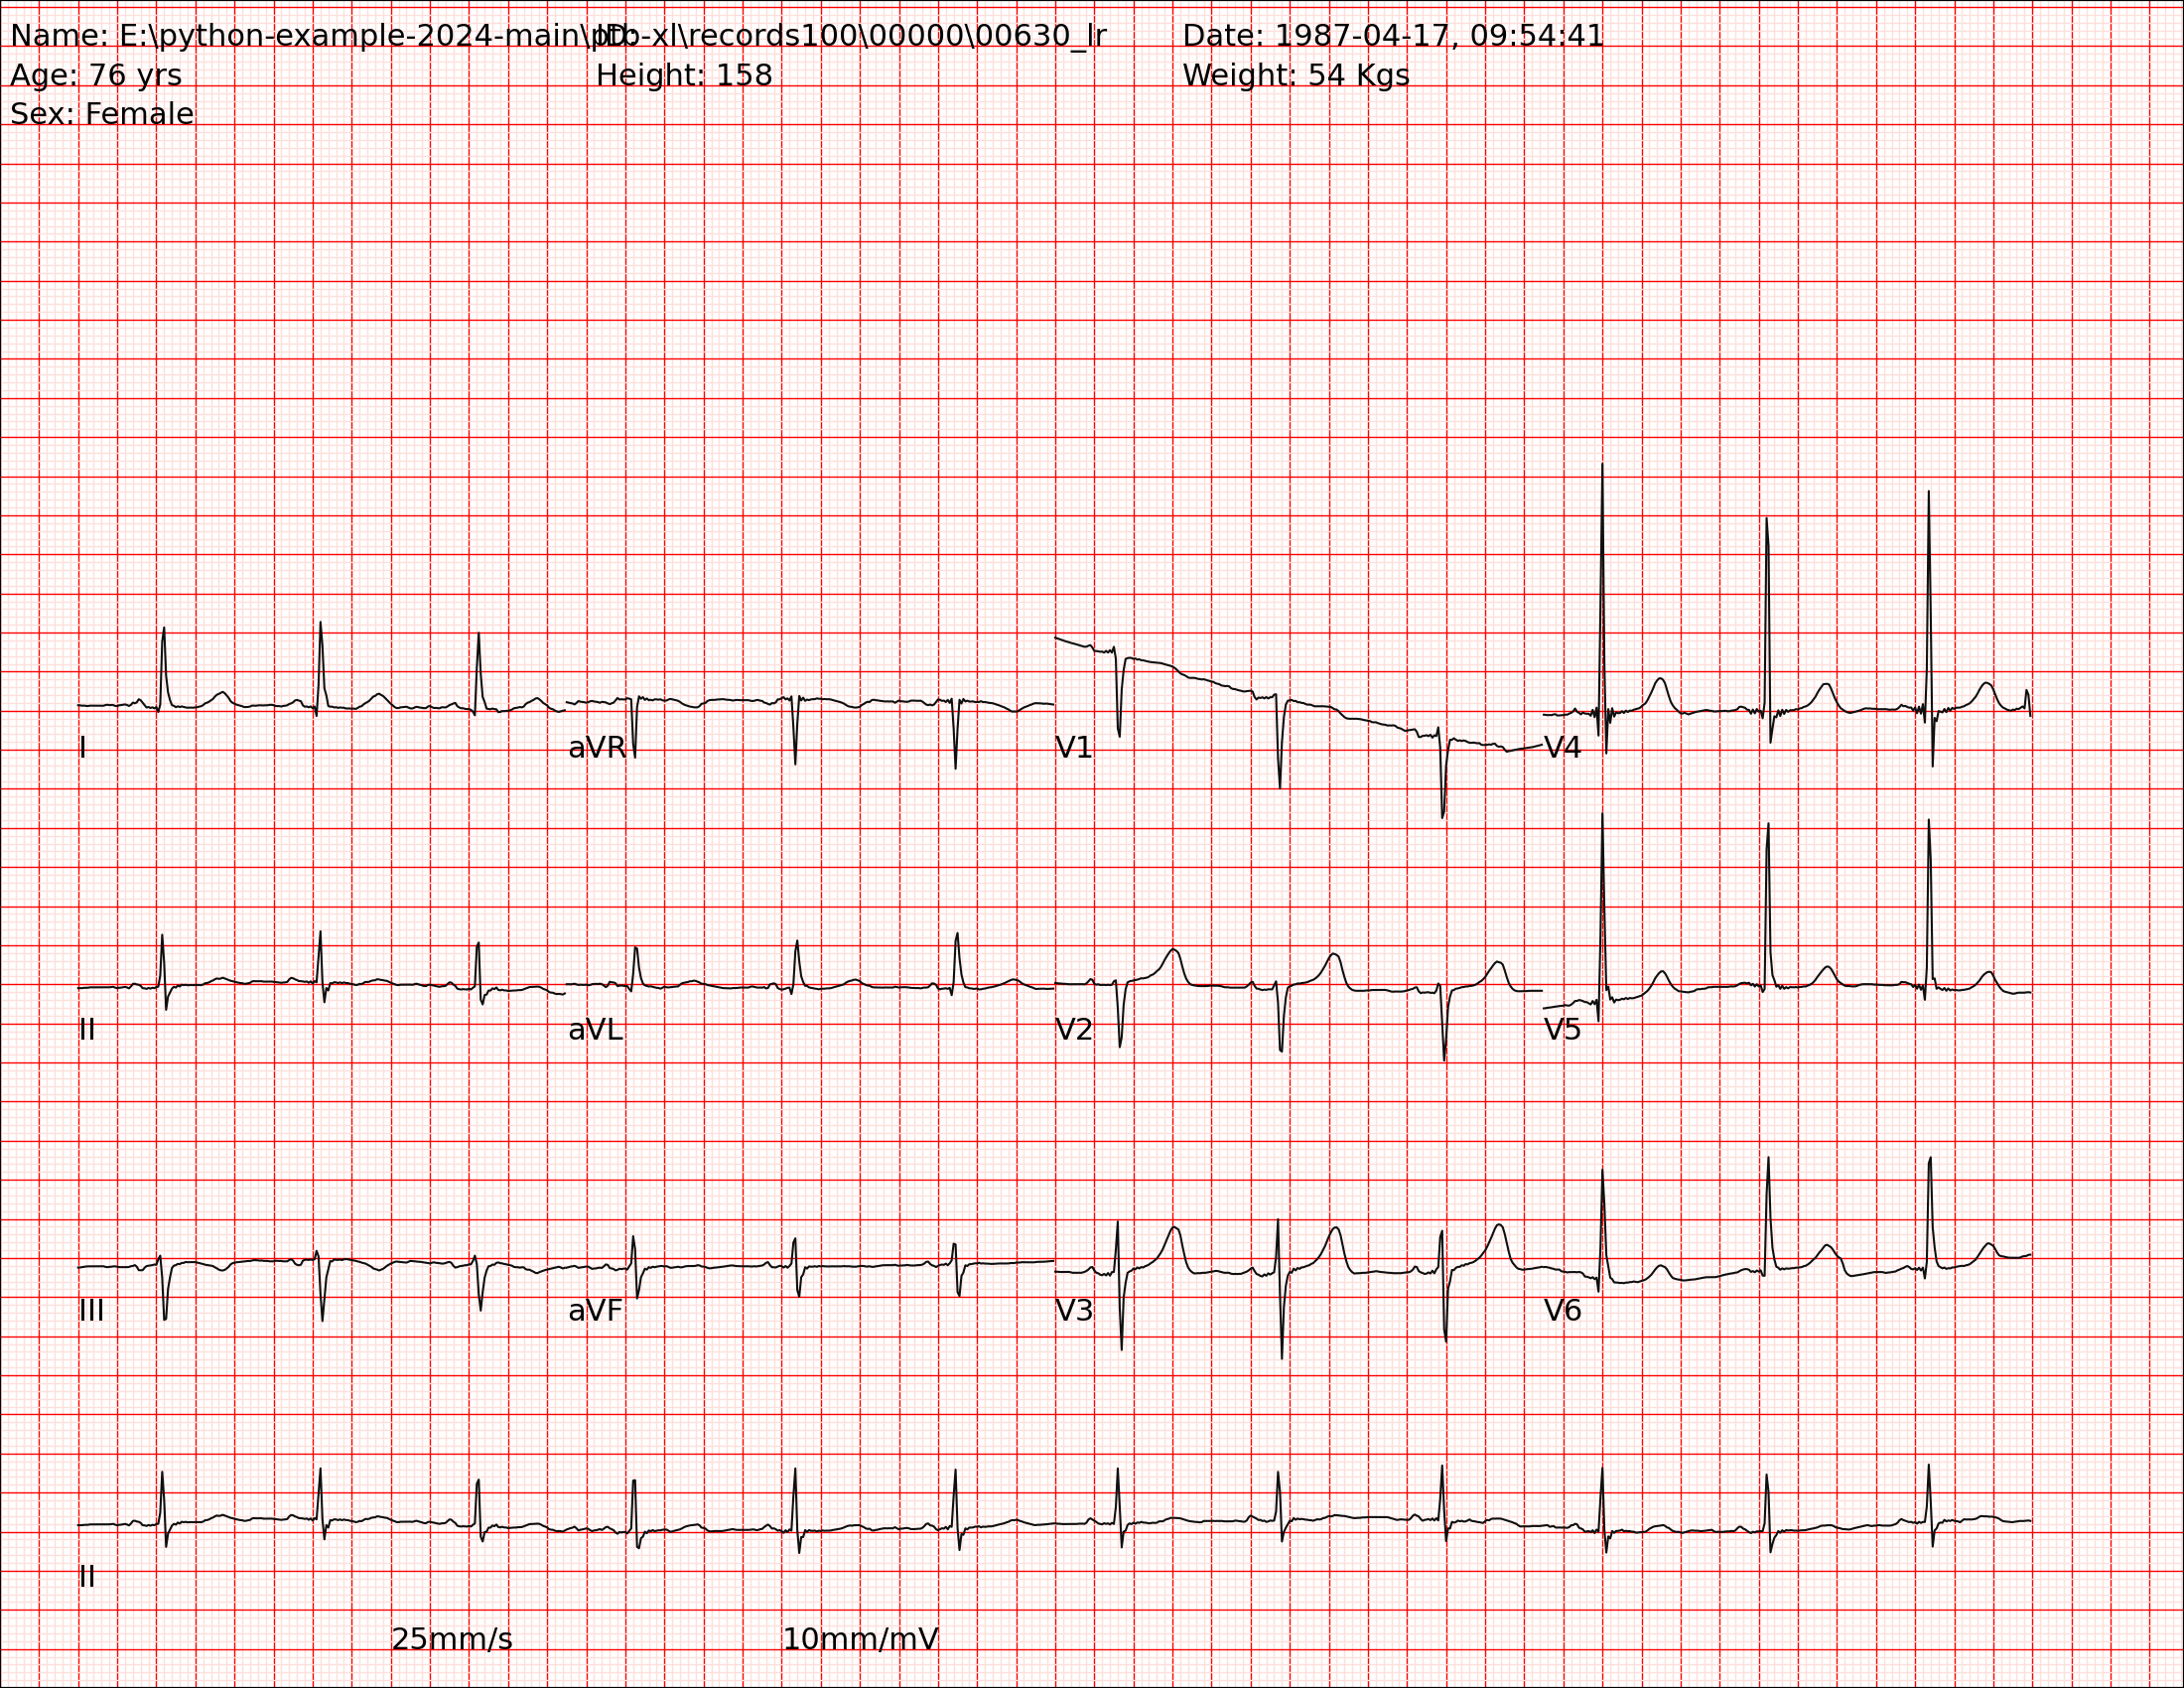 Name: E:\python-example-2024-main\ptb-xl\records100\00000\00630_lr ID: Date: 1987-04-17, 09:54:41
Age: 76 yrs Height: 158 Weight: 54 Kgs
Sex: Female
I aVR V1 V4
II aVL V2 V5
III aVF V3 V6
II
25mm/s 10mm/mV